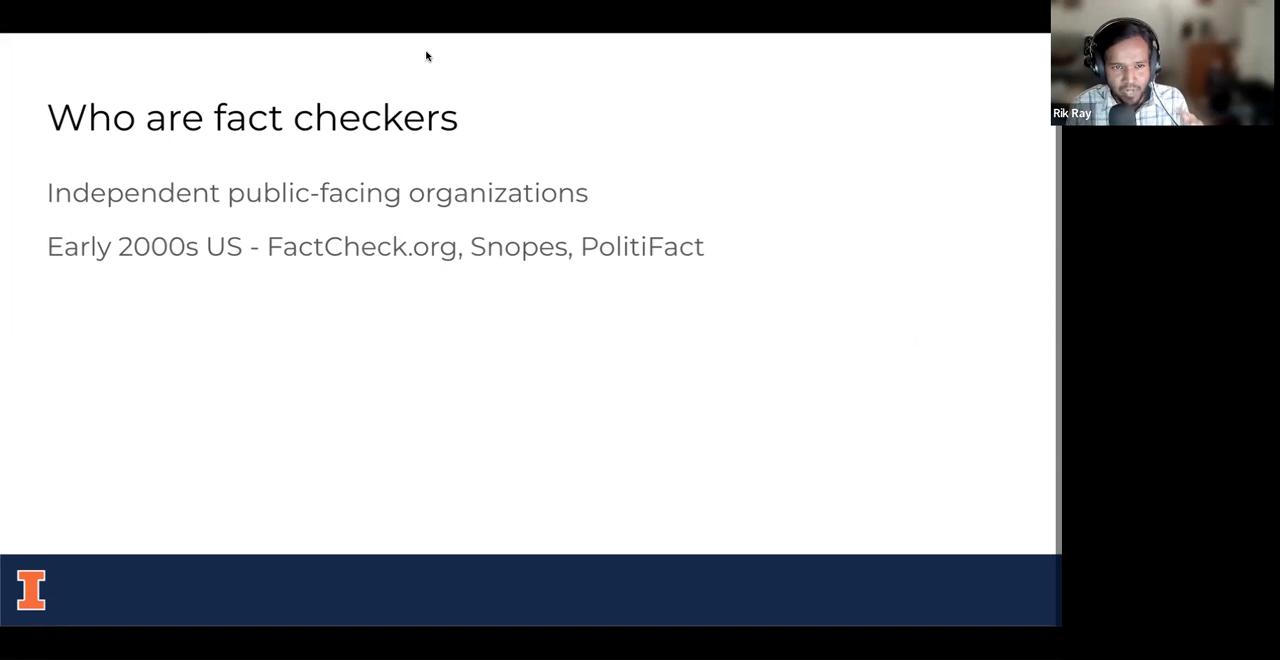 Who are fact checkers
Rik Ray
Independent public-facing organizations
Early 2000s US - FactCheck.org, Snopes, PolitiFact
I